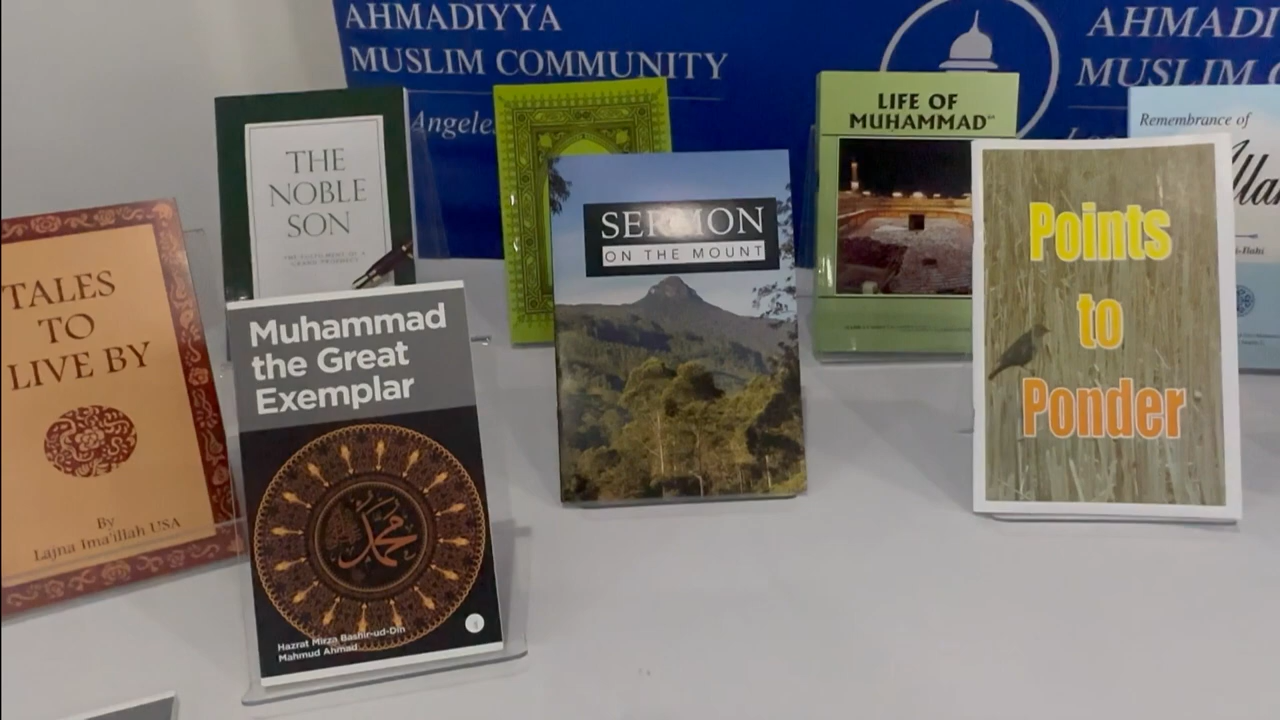 AHMADIYYA
MUSLIM COMMUNITY
Angeles
AHMADI
MUSLIM C
THE
NOBLE
SON
LIFE OF
MUHAMMAD
Remembrance of
Allah
i-Ilahi
SERMON
ON THE MOUNT
Points
to
Ponder
TALES
TO
LIVE BY
By
Lajna Ima'illah USA
Muhammad
the Great
Exemplar
محمد
Hazrat Mirza Bashir-ud-Din
Mahmud Ahmad